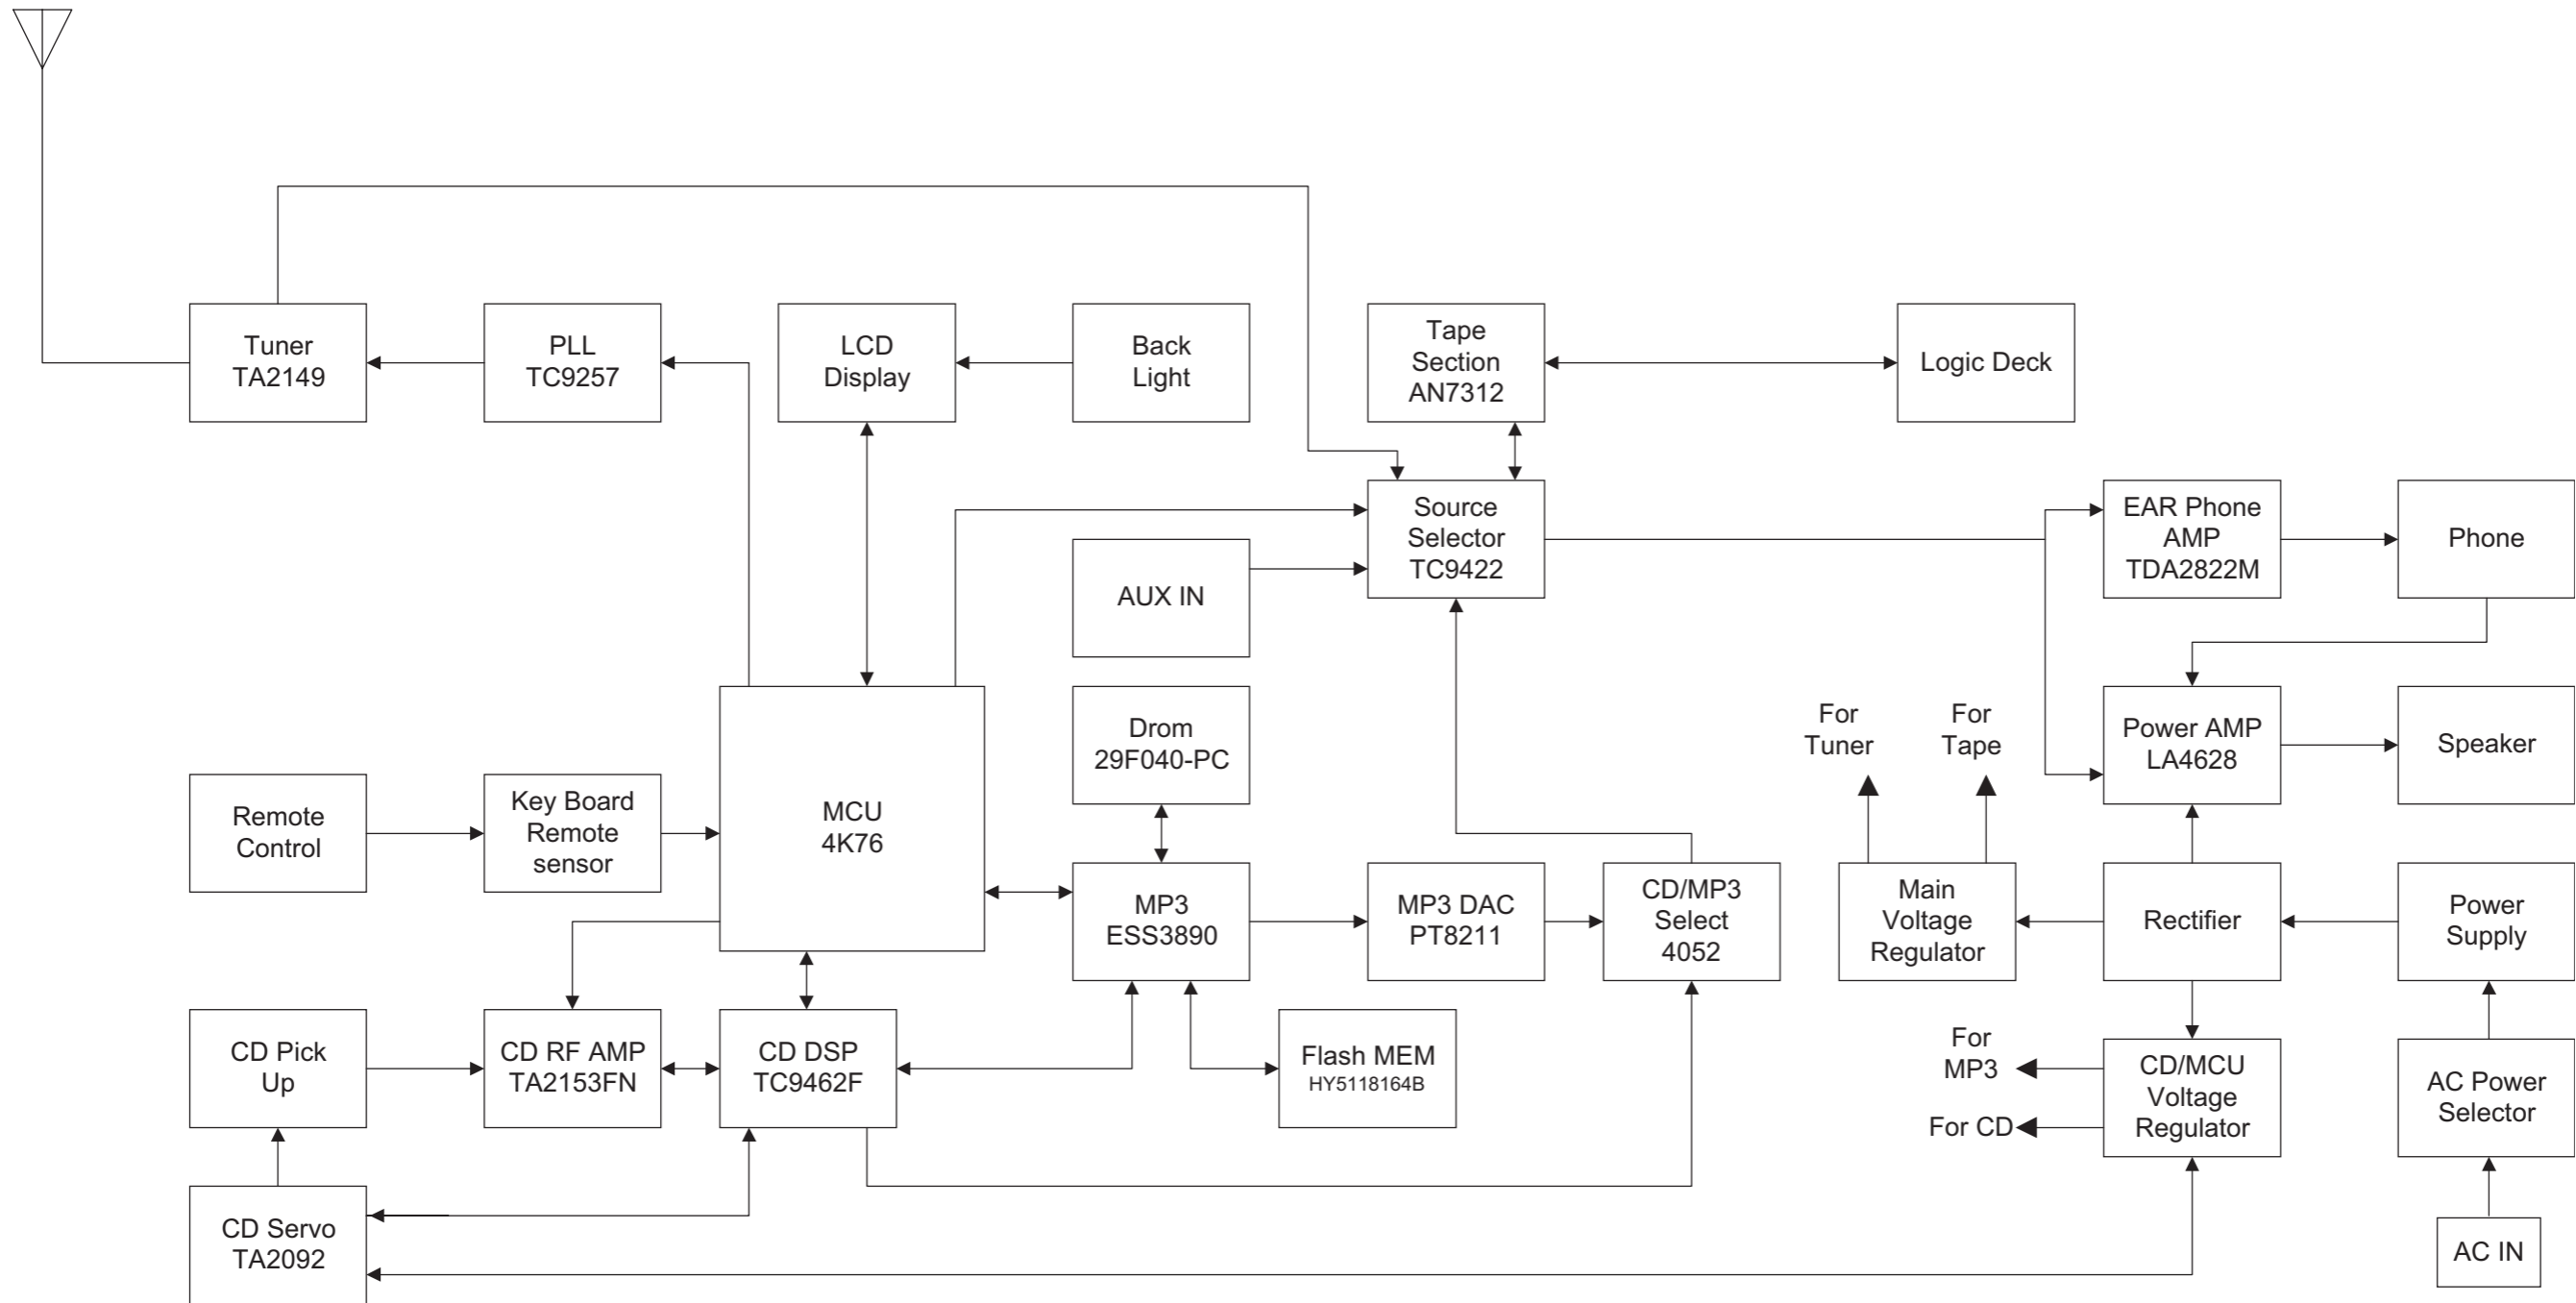 Tuner
TA2149
PLL
TC9257
LCD
Display
Back
Light
Tape
Section
AN7312
Logic Deck
Source
Selector
TC9422
EAR Phone
AMP
TDA2822M
Phone
AUX IN
Drom
29F040-PC
For
Tuner
For
Tape
Power AMP
LA4628
Speaker
Remote
Control
Key Board
Remote
sensor
MCU
4K76
MP3
ESS3890
MP3 DAC
PT8211
CD/MP3
Select
4052
Main
Voltage
Regulator
Rectifier
Power
Supply
CD Pick
Up
CD RF AMP
TA2153FN
CD DSP
TC9462F
Flash MEM
HY5118164B
For
MP3
For CD
CD/MCU
Voltage
Regulator
AC Power
Selector
CD Servo
TA2092
AC IN